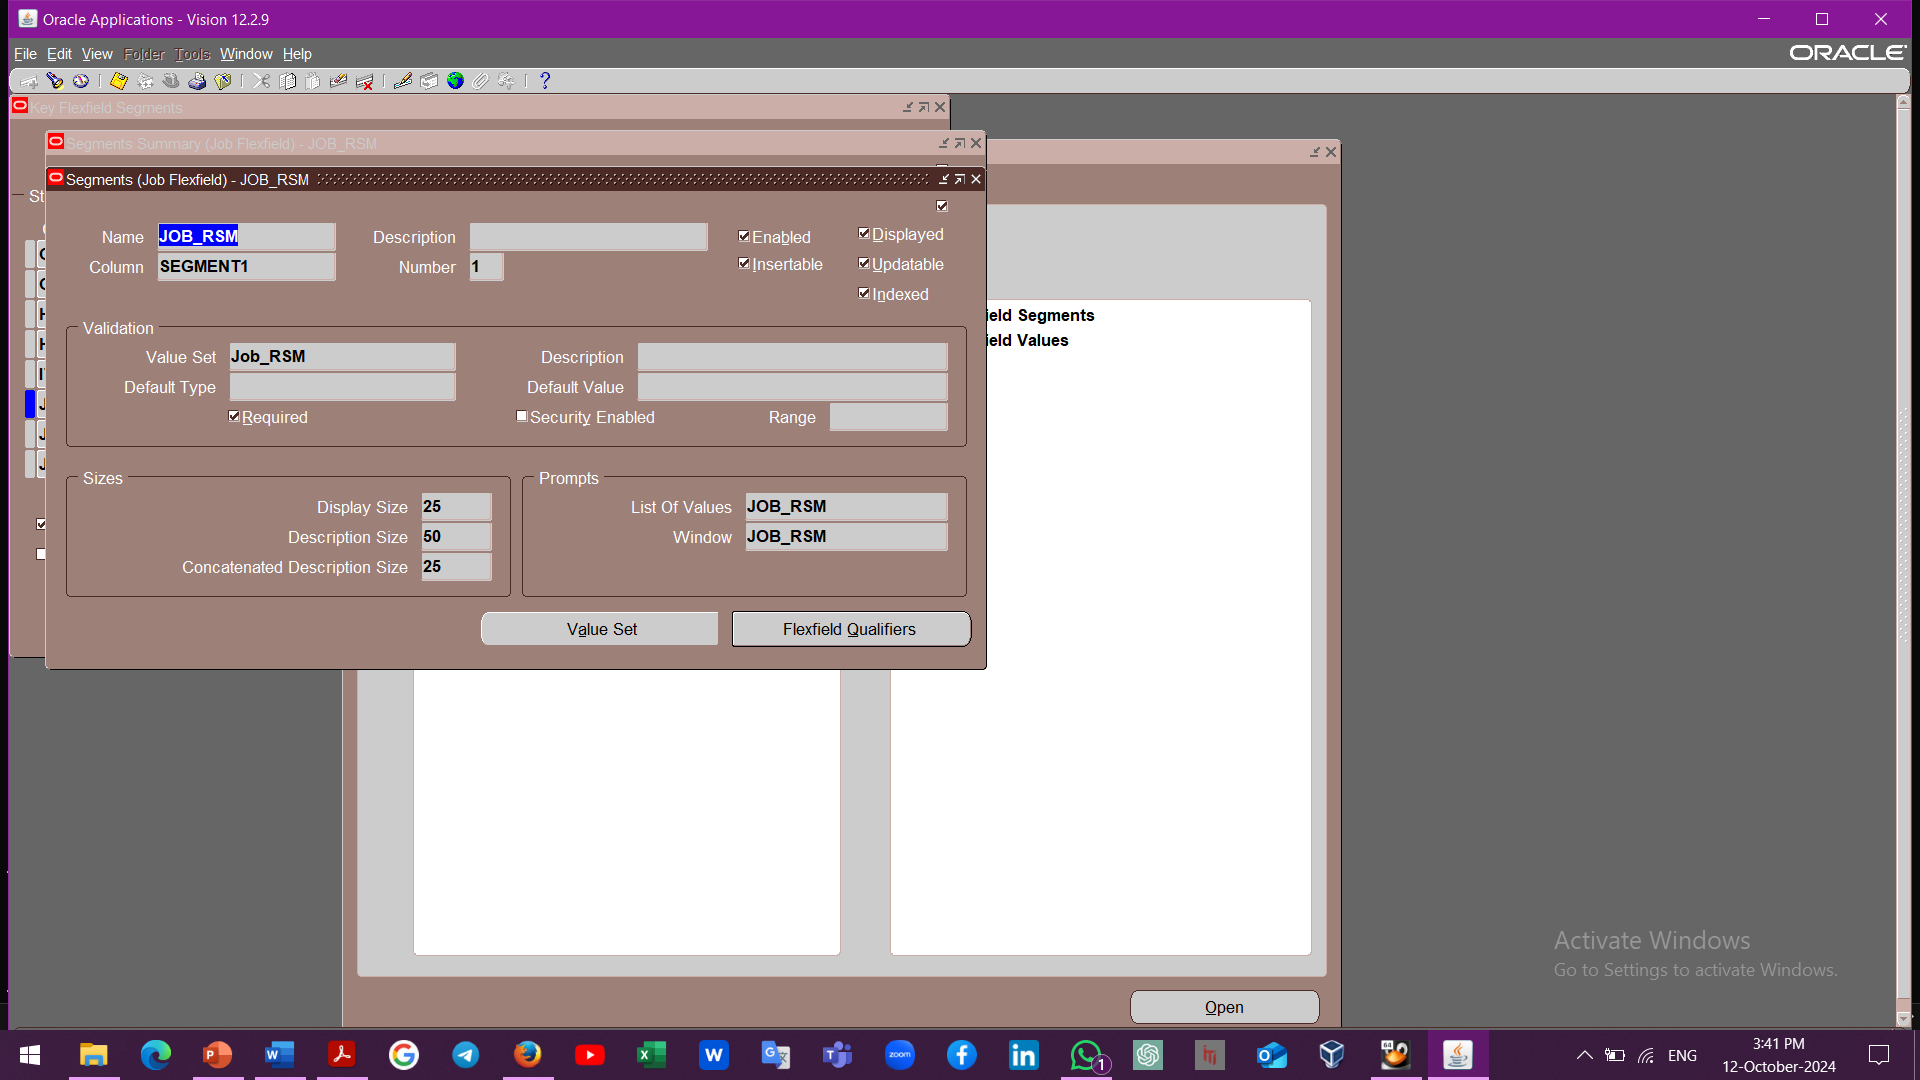 Oracle Applications - Vision 12.2.9
File Edit View Folder Tools Window Help
ORACLE
Key Flexfield Segments
Segments Summary (Job Flexfield) - JOB_RSM
Segments (Job Flexfield) - JOB_RSM
St
Name JOB_RSM Description Enabled Displayed
Column SEGMENT1 Number 1 Insertable Updatable
Indexed
ield Segments
ield Values
Validation
Value Set Job_RSM Description
Default Type Default Value
Required Security Enabled Range
Sizes
Display Size 25
Description Size 50
Concatenated Description Size 25
Prompts
List Of Values JOB_RSM
Window JOB_RSM
Value Set Flexfield Qualifiers
Open
Activate Windows
Go to Settings to activate Windows.
ENG
3:41 PM
12-October-2024
zoom
1
64